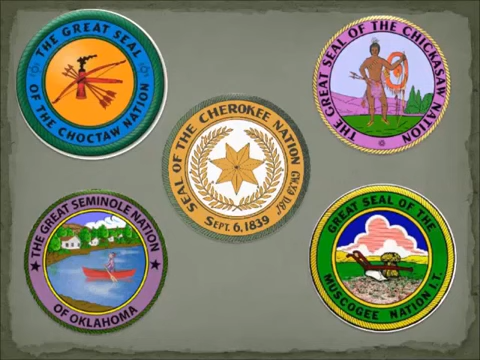 THE GREAT SEAL
OF THE CHOCTAW NATION
THE GREAT SEAL OF THE CHICKASAW NATION
SEAL OF THE CHEROKEE NATION
SEPT. 6, 1839
THE GREAT SEMINOLE NATION
OF OKLAHOMA
GREAT SEAL OF THE
MUSCOGEE NATION I.T.